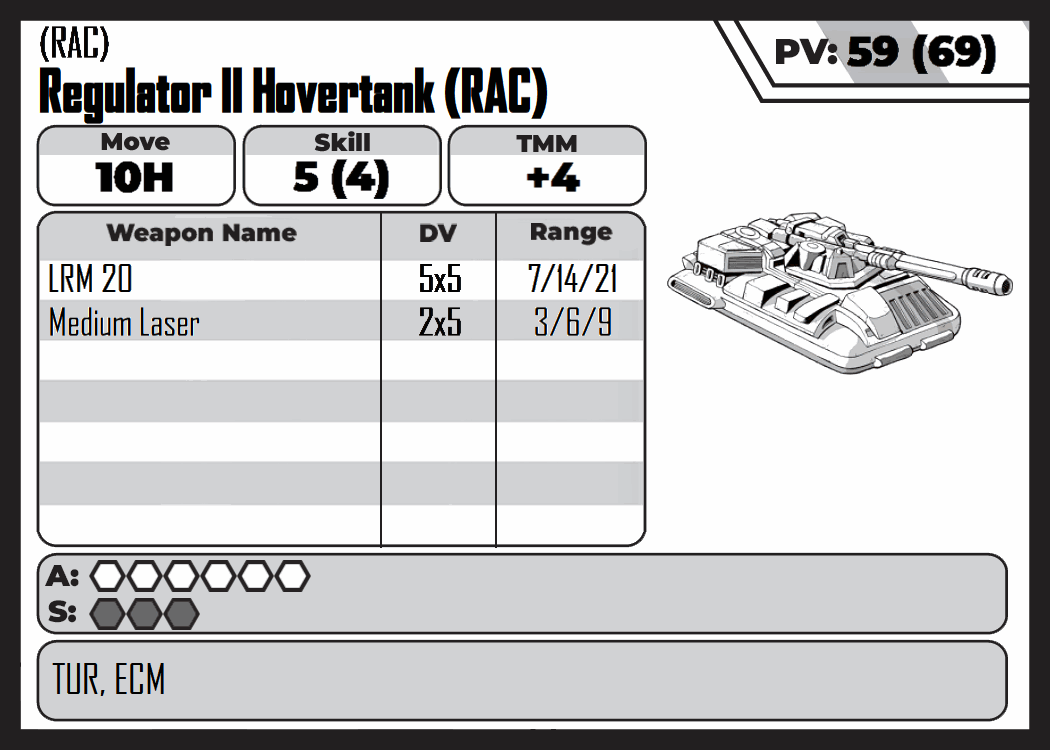 (RAC)
Regulator II Hovertank (RAC)
PV: 59 (69)
Move
10H
Skill
5 (4)
TMM
+4
Weapon Name DV Range
LRM 20 5x5 7/14/21
Medium Laser 2x5 3/6/9
A:
S:
TUR, ECM